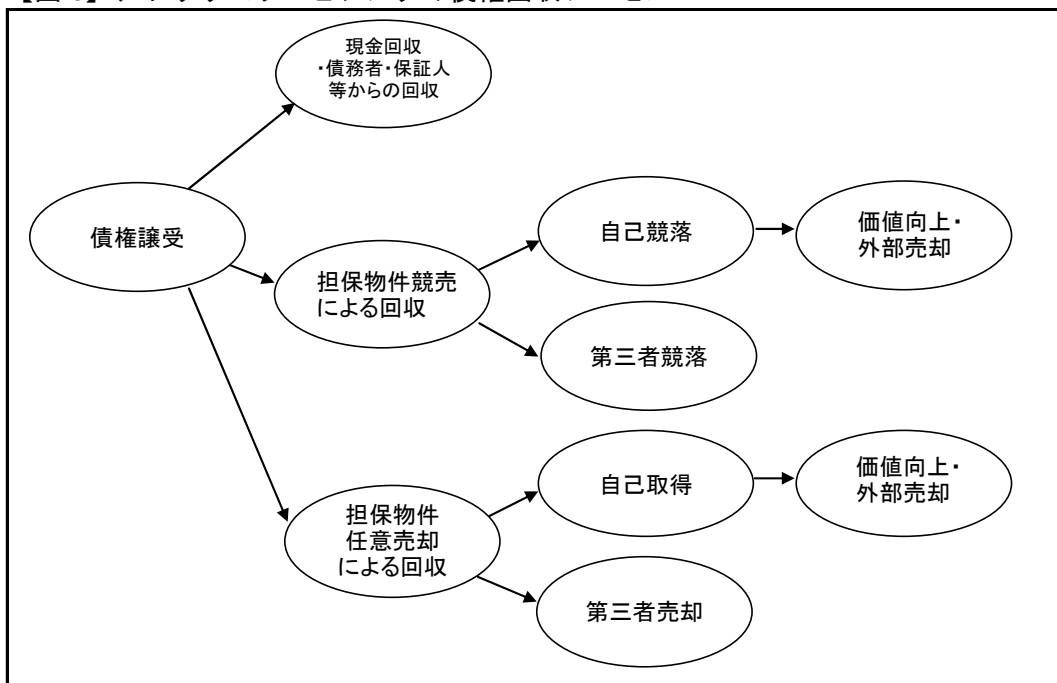 現金回収
・債務者・保証人
等からの回収
債権譲受
担保物件競売
による回収
自己競落
価値向上・
外部売却
第三者競落
担保物件
任意売却
による回収
自己取得
価値向上・
外部売却
第三者売却